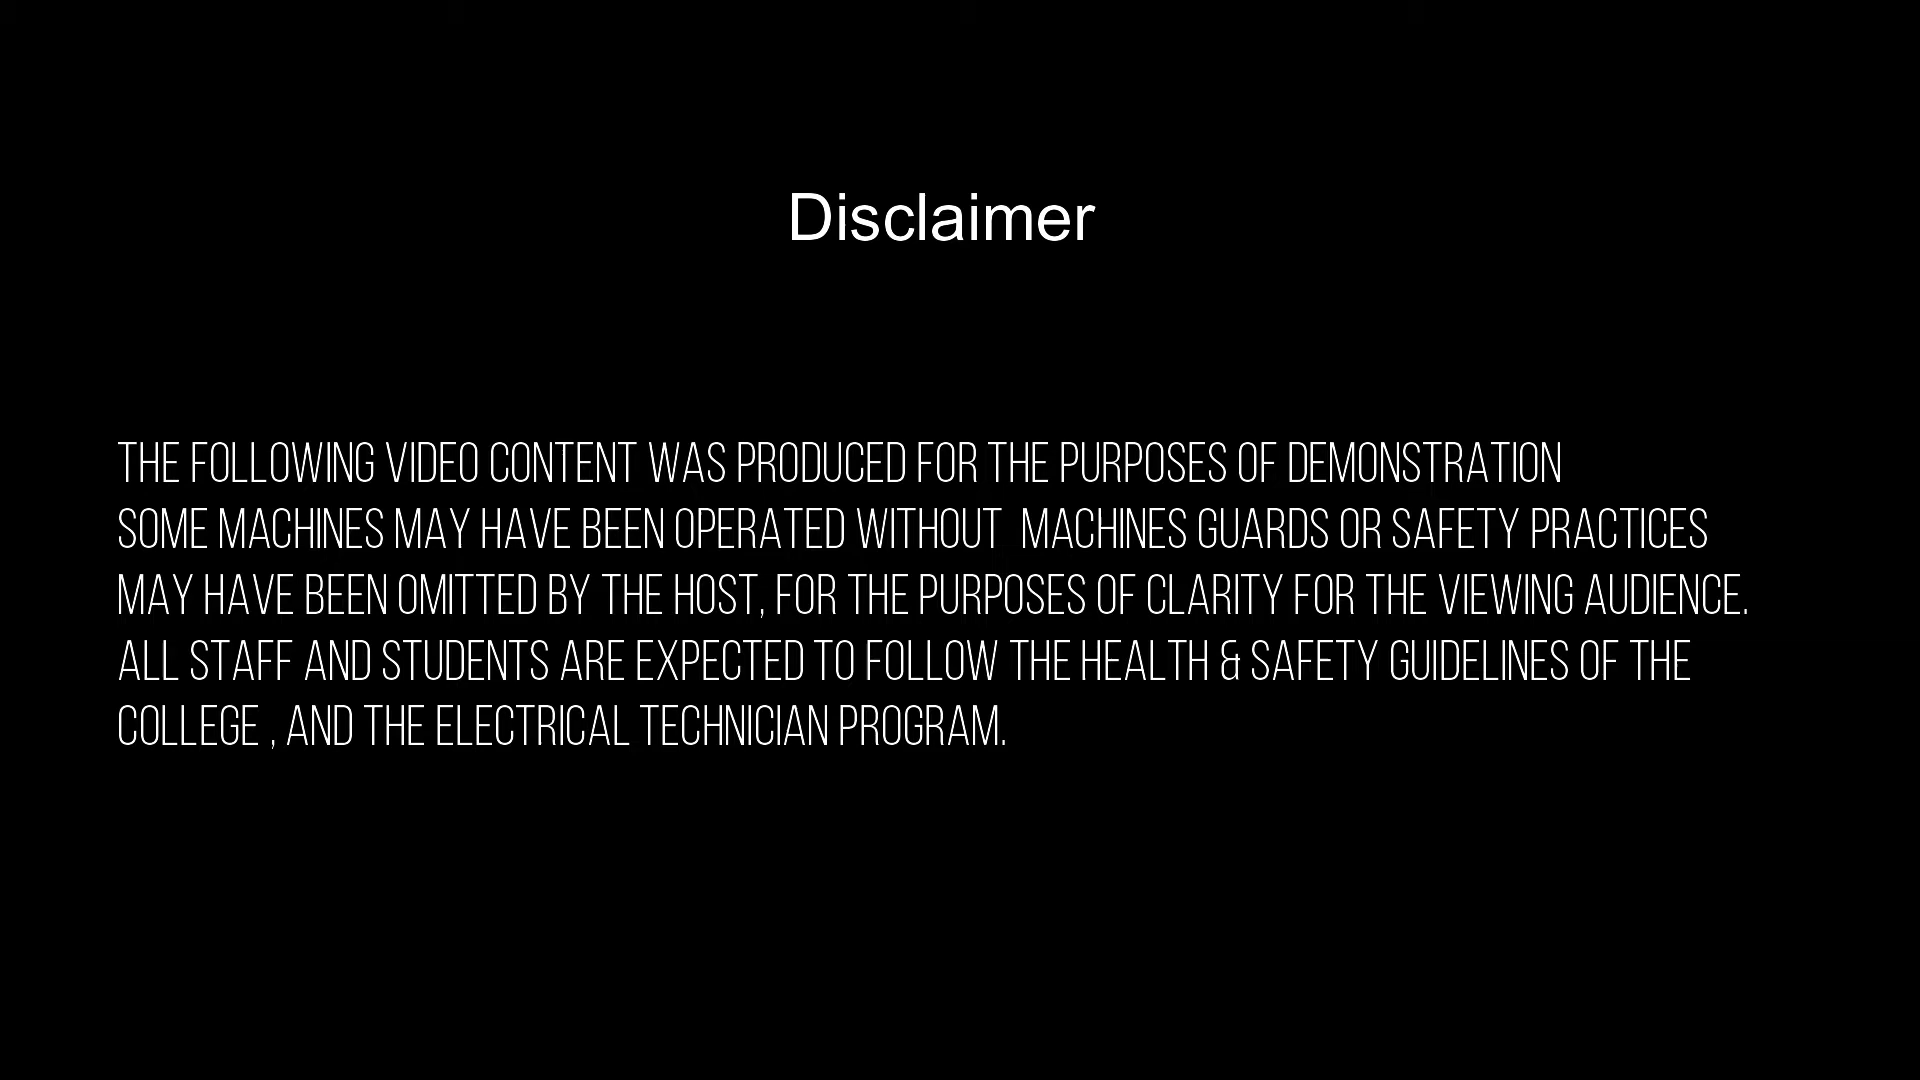 Disclaimer
THE FOLLOWING VIDEO CONTENT WAS PRODUCED FOR THE PURPOSES OF DEMONSTRATION
SOME MACHINES MAY HAVE BEEN OPERATED WITHOUT  MACHINES GUARDS OR SAFETY PRACTICES
MAY HAVE BEEN OMITTED BY THE HOST, FOR THE PURPOSES OF CLARITY FOR THE VIEWING AUDIENCE.
ALL STAFF AND STUDENTS ARE EXPECTED TO FOLLOW THE HEALTH & SAFETY GUIDELINES OF THE
COLLEGE , AND THE ELECTRICAL TECHNICIAN PROGRAM.